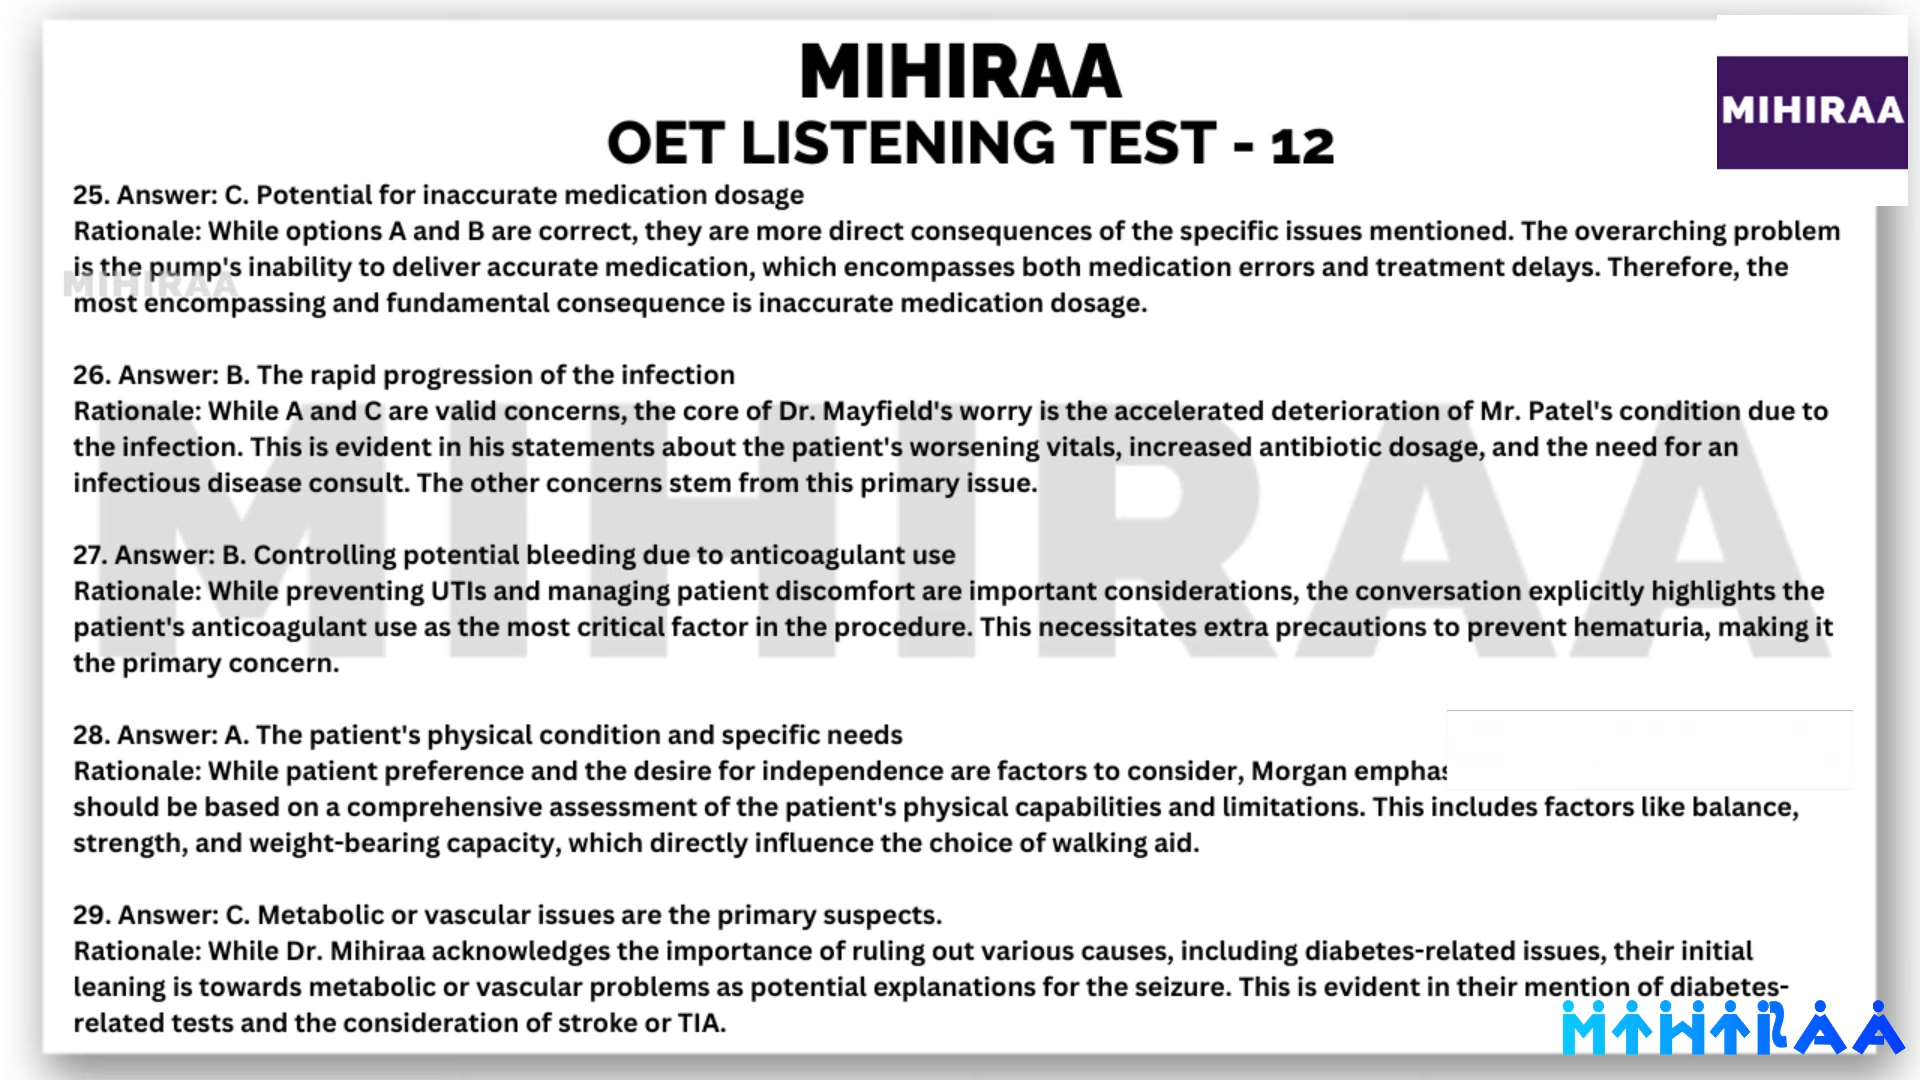 MIHIRAA
OET LISTENING TEST - 12
MIHIRAA
25. Answer: C. Potential for inaccurate medication dosage
Rationale: While options A and B are correct, they are more direct consequences of the specific issues mentioned. The overarching problem
is the pump's inability to deliver accurate medication, which encompasses both medication errors and treatment delays. Therefore, the
MIHIRAA
most encompassing and fundamental consequence is inaccurate medication dosage.
26. Answer: B. The rapid progression of the infection
Rationale: While A and C are valid concerns, the core of Dr. Mayfield's worry is the accelerated deterioration of Mr. Patel's condition due to
the infection. This is evident in his statements about the patient's worsening vitals, increased antibiotic dosage, and the need for an
infectious disease consult. The other concerns stem from this primary issue.
MIHIRAA
27. Answer: B. Controlling potential bleeding due to anticoagulant use
Rationale: While preventing UTIs and managing patient discomfort are important considerations, the conversation explicitly highlights the
patient's anticoagulant use as the most critical factor in the procedure. This necessitates extra precautions to prevent hematuria, making it
the primary concern.
28. Answer: A. The patient's physical condition and specific needs
Rationale: While patient preference and the desire for independence are factors to consider, Morgan
should be based on a comprehensive assessment of the patient's physical capabilities and limitations. This includes factors like balance,
strength, and weight-bearing capacity, which directly influence the choice of walking aid.
29. Answer: C. Metabolic or vascular issues are the primary suspects.
Rationale: While Dr. Mihiraa acknowledges the importance of ruling out various causes, including diabetes-related issues, their initial
leaning is towards metabolic or vascular problems as potential explanations for the seizure. This is evident in their mention of diabetes-
related tests and the consideration of stroke or TIA.
MIHIRAA